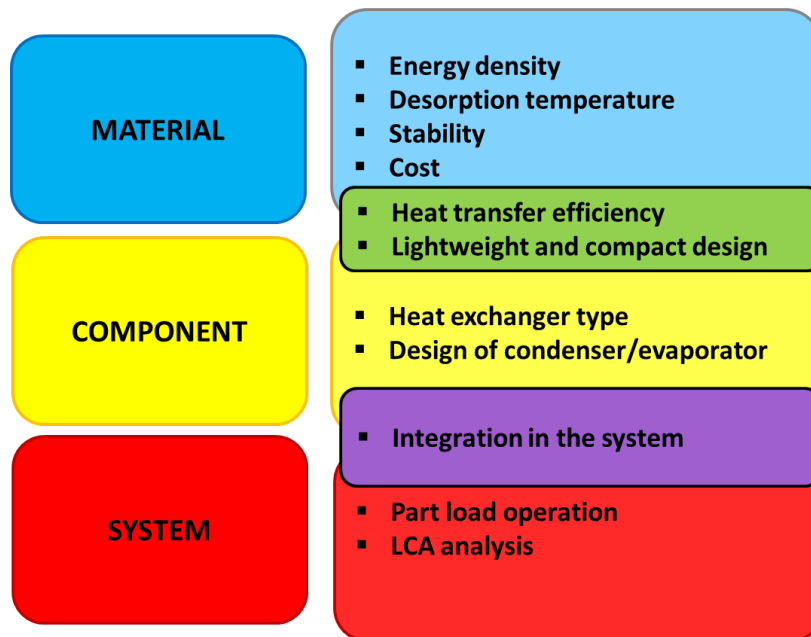 MATERIAL
▪ Energy density
▪ Desorption temperature
▪ Stability
▪ Cost
▪ Heat transfer efficiency
▪ Lightweight and compact design
COMPONENT
▪ Heat exchanger type
▪ Design of condenser/evaporator
▪ Integration in the system
SYSTEM
▪ Part load operation
▪ LCA analysis